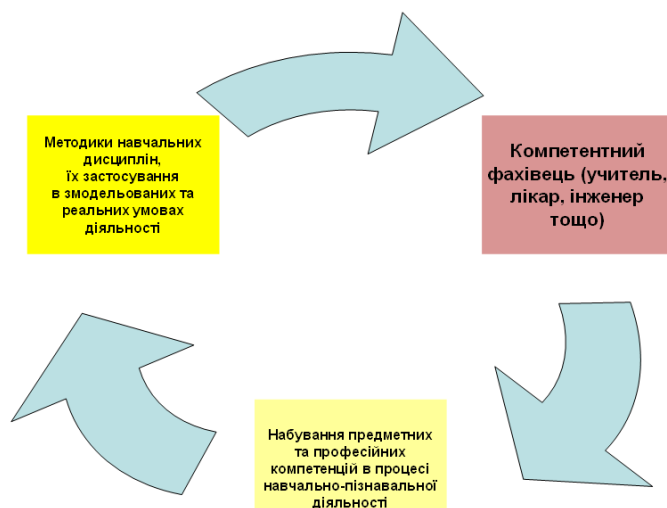 Методики навчальних
дисциплін,
їх застосування
в змодельованих та
реальних умовах
діяльності
Компетентний
фахівець (учитель,
лікар, інженер
тощо)
Набування предметних
та професійних
компетенцій в процесі
навчально-пізнавальної
діяльності